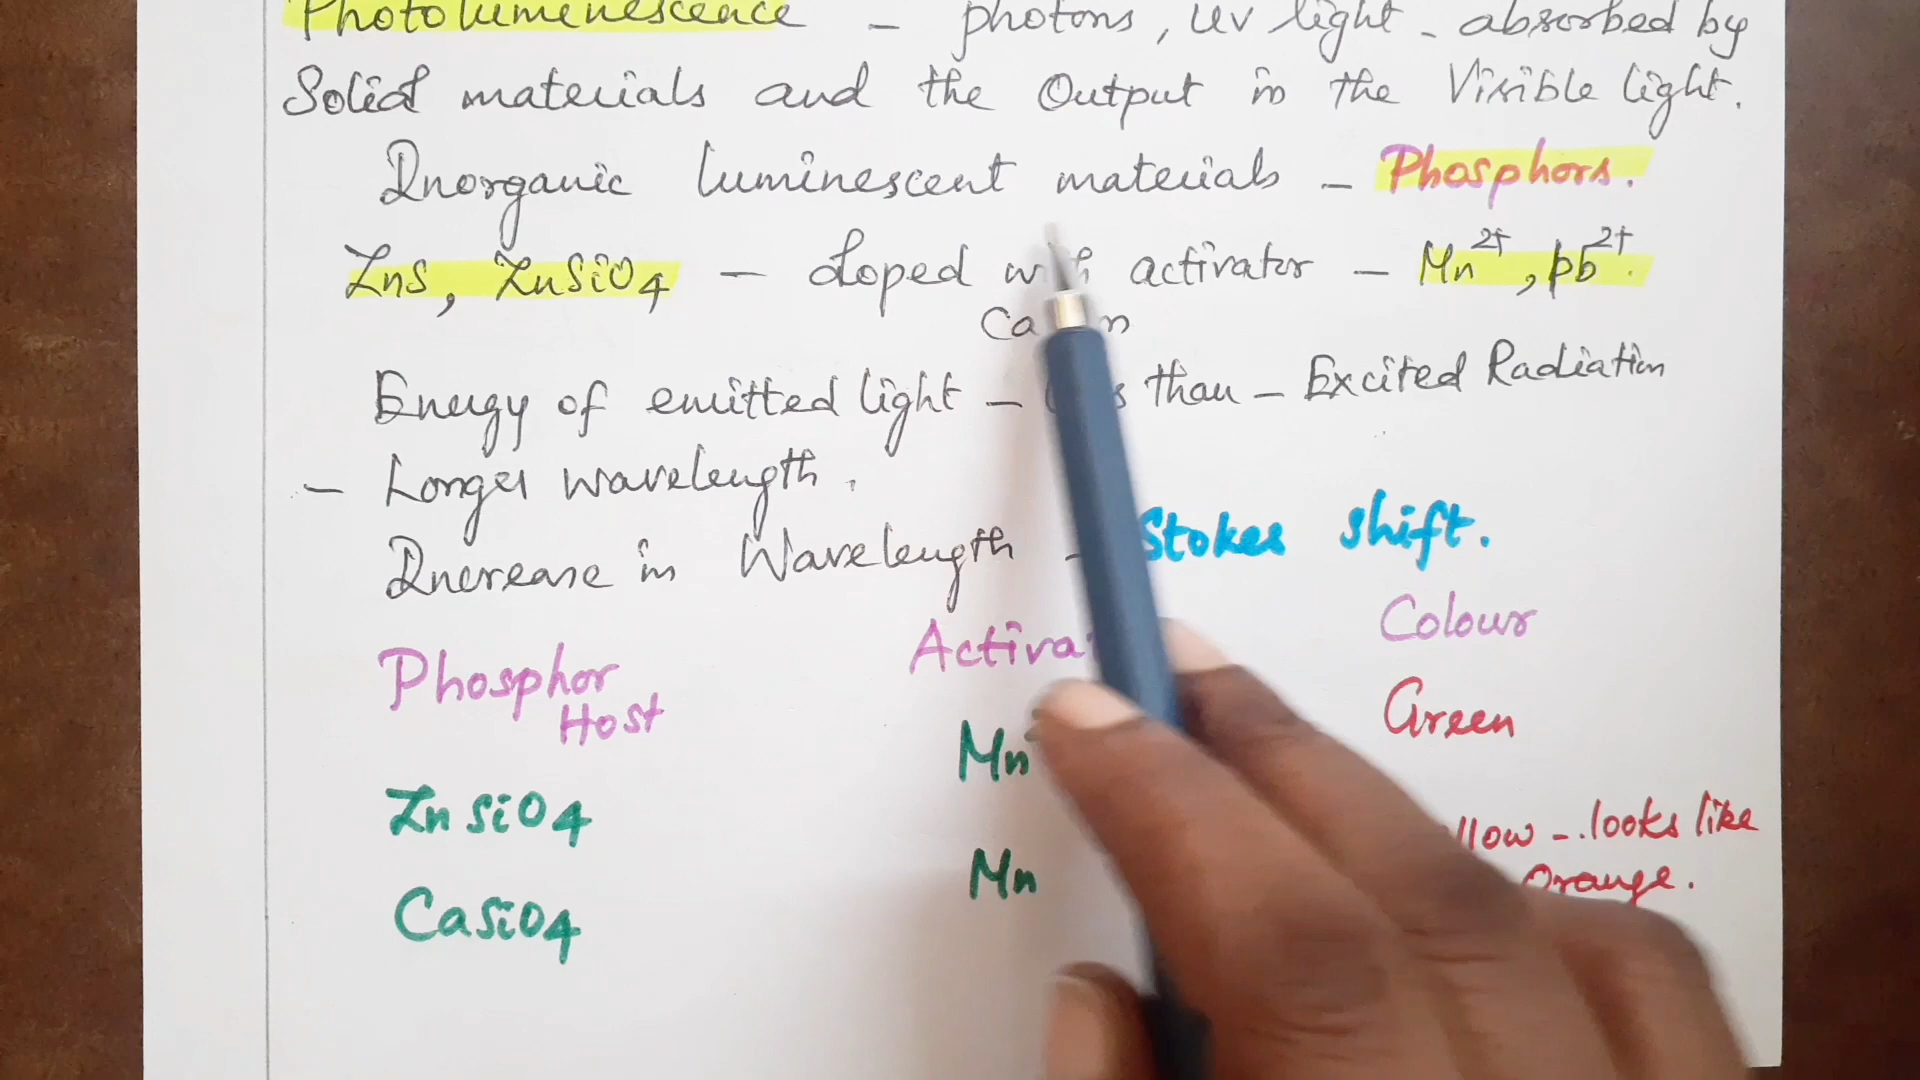 Photoluminescence - photons, UV light - absorbed by
Solid materials and the Output in the Visible light.
Inorganic luminescent materials - Phosphors.
ZnS, ZnSiO4 - doped with activator - Mn2+, pb2+.
Energy of emitted light - than - Excited Radiation
- Longer wavelength.
Increase in Wavelength - Stokes shift.
Phosphor Host Colour
ZnSiO4 Mn Green
CaSiO4 Mn - looks like
Orange.